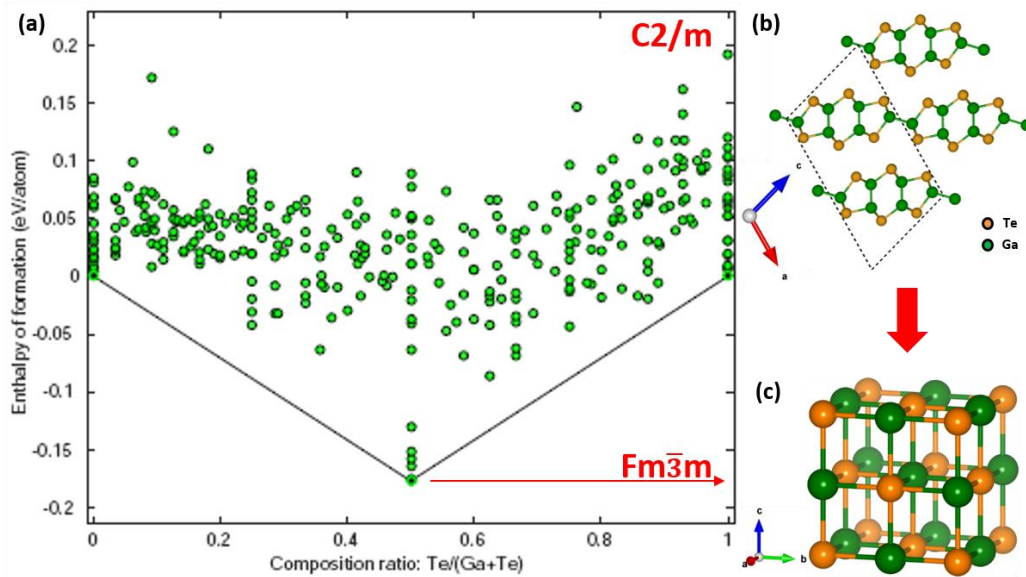 (a)
C2/m
Enthalpy of formation (eV/atom)
0.2
0.15
0.1
0.05
0
-0.05
-0.1
-0.15
-0.2
Fm3̅m
0
0.2
0.4
0.6
0.8
1
Composition ratio: Te/(Ga+Te)
(b)
c
a
Te
Ga
(c)
c
a
b